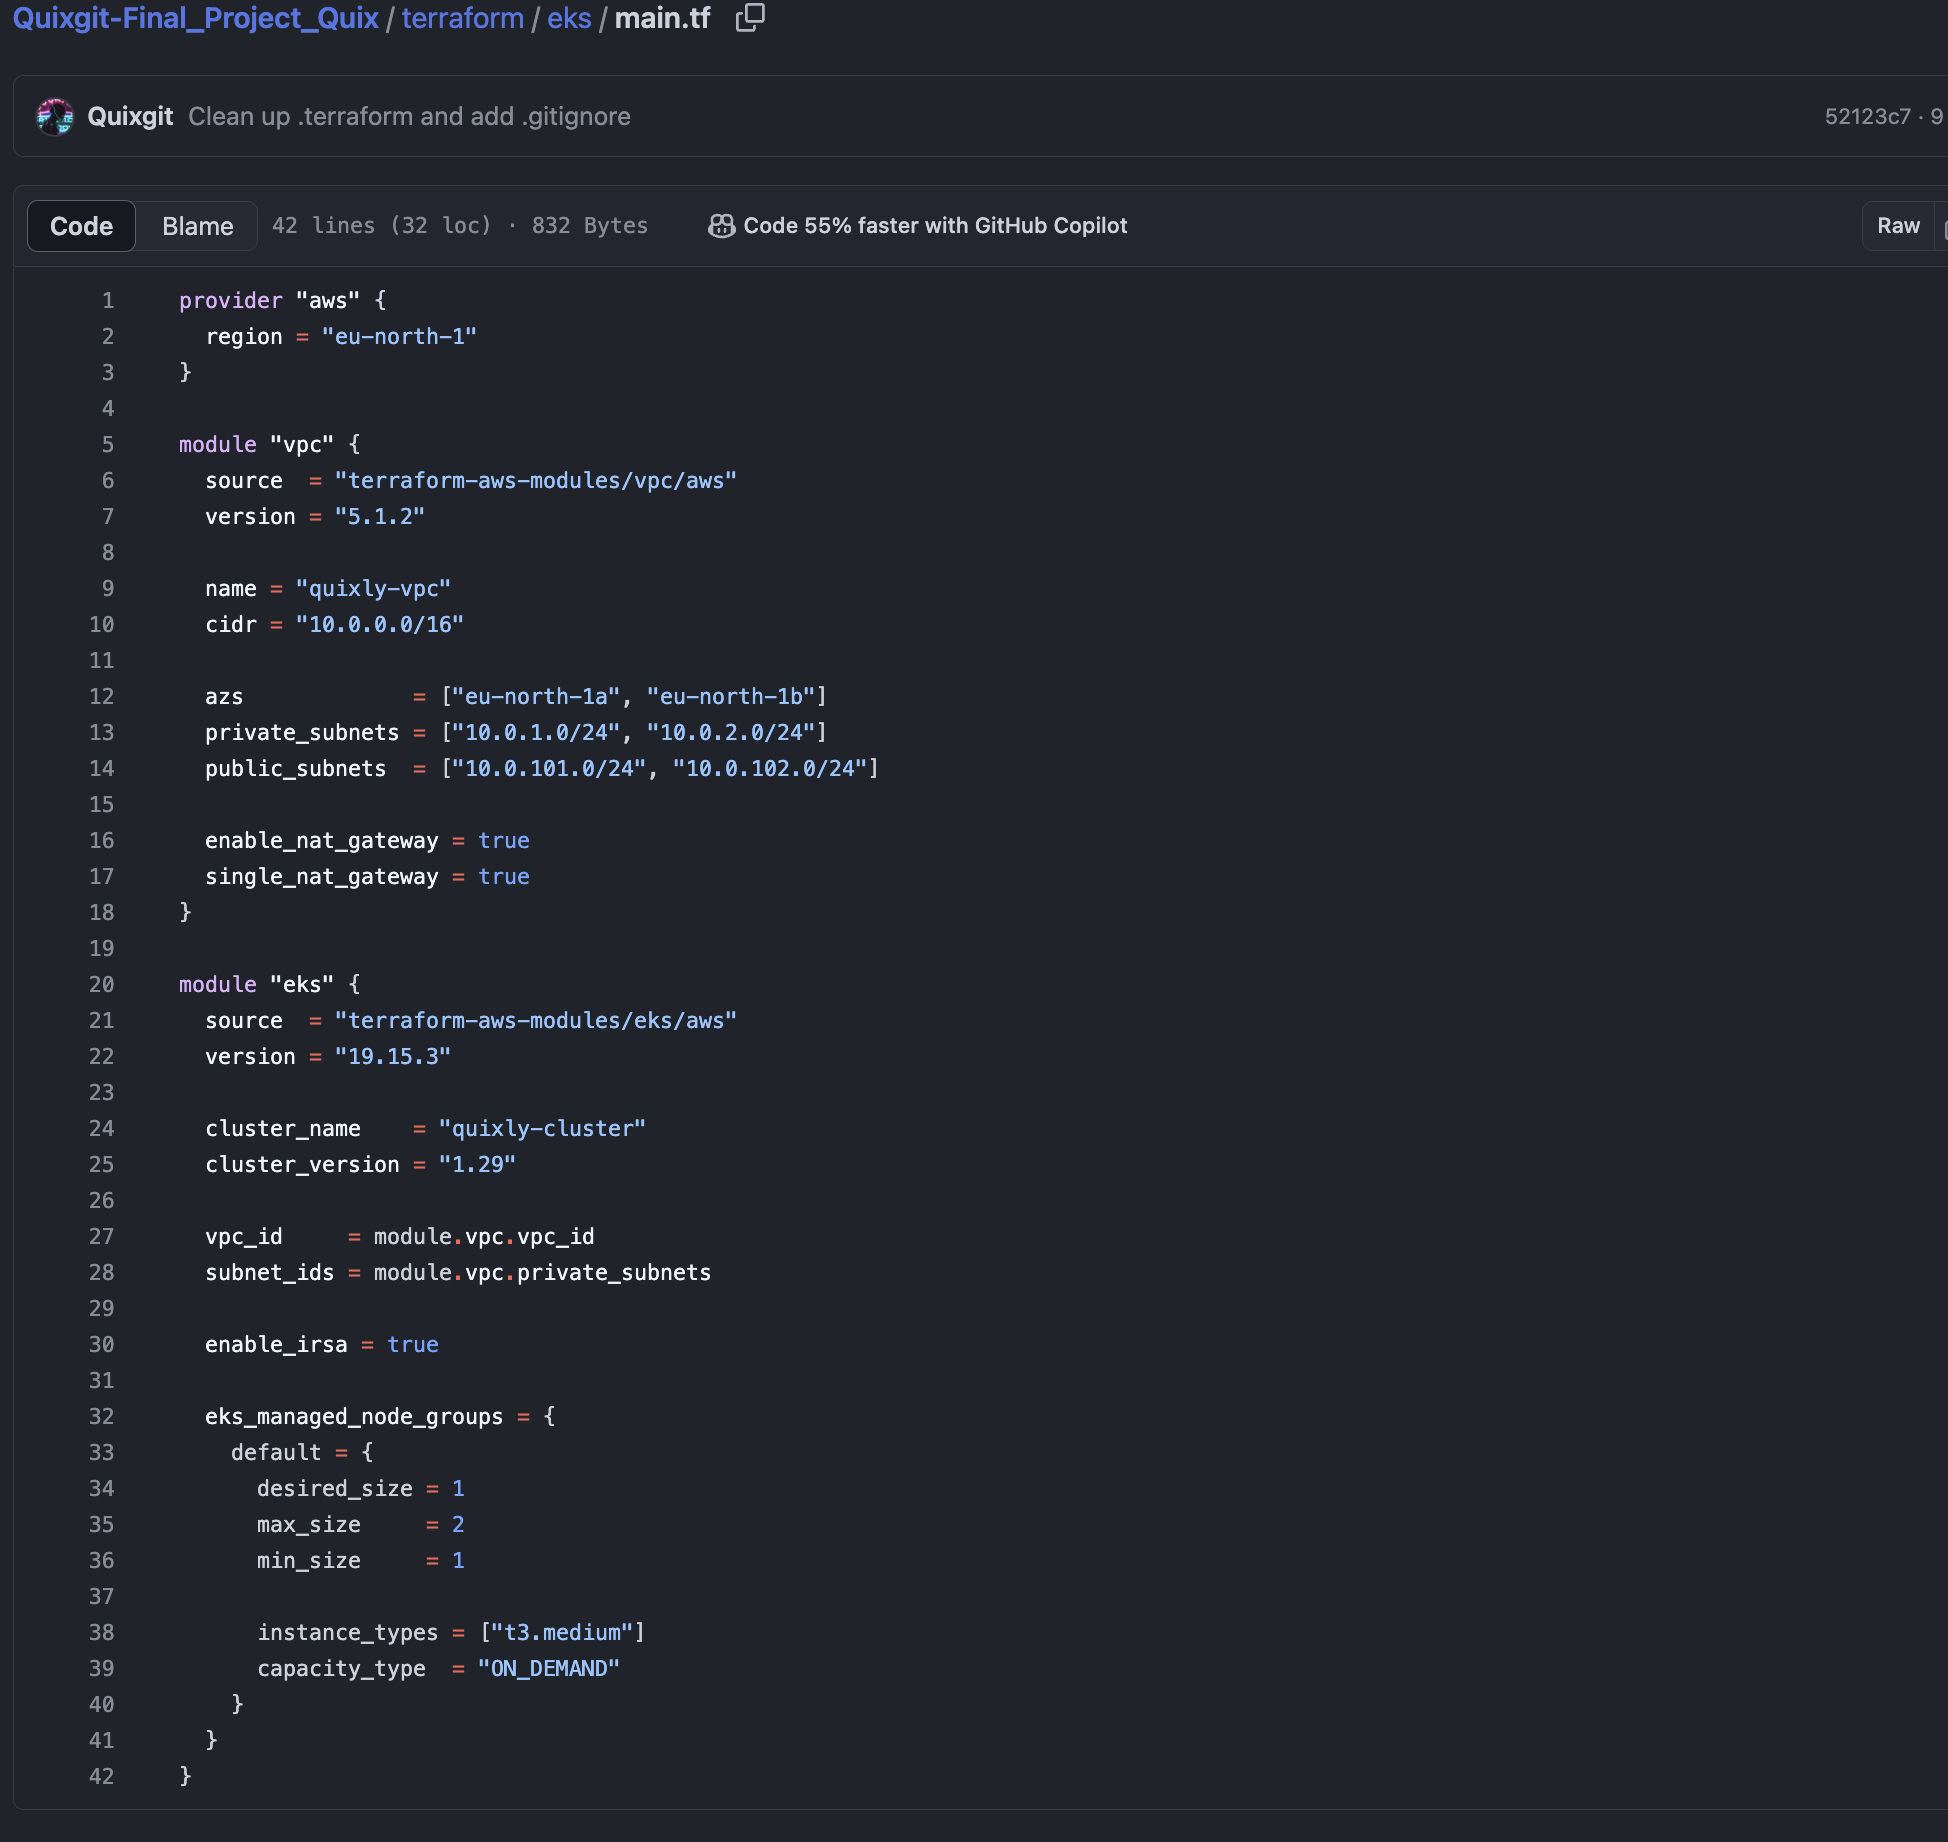 Quixgit-Final_Project_Quix / terraform / eks / main.tf
Quixgit Clean up .terraform and add .gitignore 52123c7 · 9
Code Blame 42 lines (32 loc) · 832 Bytes Code 55% faster with GitHub Copilot Raw
1 provider "aws" {
2   region = "eu-north-1"
3 }
4
5 module "vpc" {
6   source  = "terraform-aws-modules/vpc/aws"
7   version = "5.1.2"
8
9   name = "quixly-vpc"
10   cidr = "10.0.0.0/16"
11
12   azs             = ["eu-north-1a", "eu-north-1b"]
13   private_subnets = ["10.0.1.0/24", "10.0.2.0/24"]
14   public_subnets  = ["10.0.101.0/24", "10.0.102.0/24"]
15
16   enable_nat_gateway = true
17   single_nat_gateway = true
18 }
19
20 module "eks" {
21   source  = "terraform-aws-modules/eks/aws"
22   version = "19.15.3"
23
24   cluster_name    = "quixly-cluster"
25   cluster_version = "1.29"
26
27   vpc_id     = module.vpc.vpc_id
28   subnet_ids = module.vpc.private_subnets
29
30   enable_irsa = true
31
32   eks_managed_node_groups = {
33     default = {
34       desired_size = 1
35       max_size     = 2
36       min_size     = 1
37
38       instance_types = ["t3.medium"]
39       capacity_type  = "ON_DEMAND"
40     }
41   }
42 }